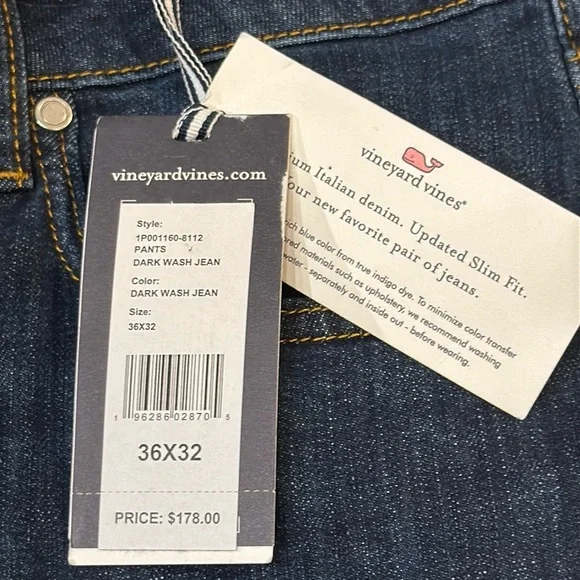 vineyardvines.com
Style:
1P001160-8112
PANTS
DARK WASH JEAN
Color:
DARK WASH JEAN
Size:
36X32
1 96286 02870 5
36X32
PRICE: $178.00
vineyard vines®
Italian denim. Updated Slim Fit.
your new favorite pair of jeans.
rich blue color from true indigo dye. To minimize color transfer
materials such as upholstery, we recommend washing
water - separately and inside out - before wearing.